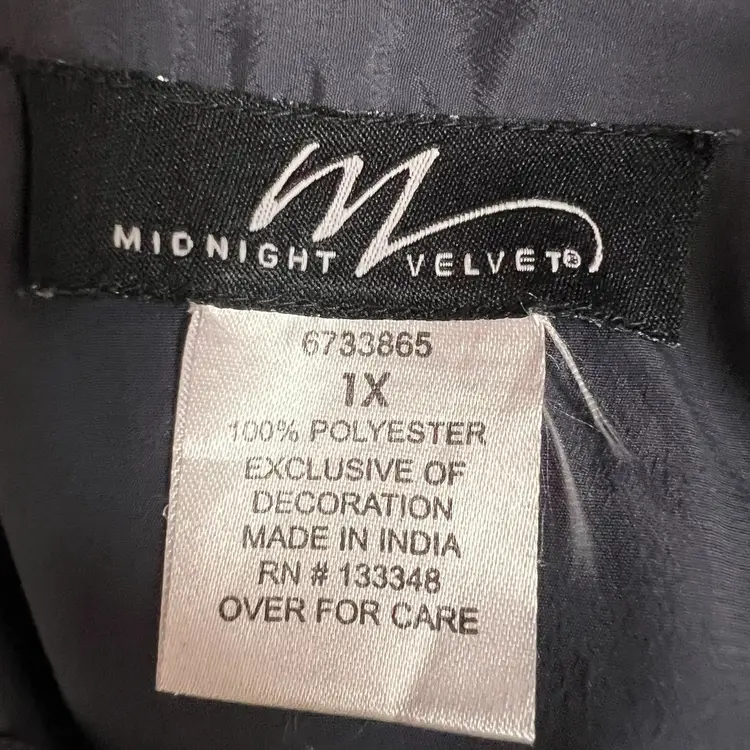 MIDNIGHT VELVET®
6733865
1X
100% POLYESTER
EXCLUSIVE OF
DECORATION
MADE IN INDIA
RN # 133348
OVER FOR CARE